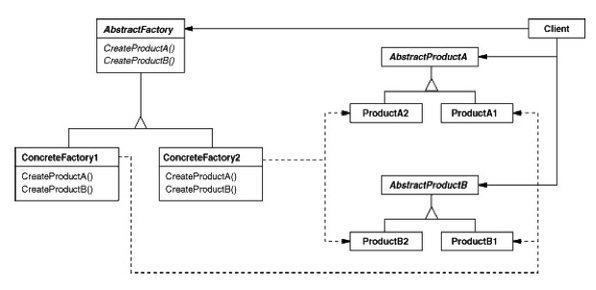 AbstractFactory
CreateProductA()
CreateProductB()
Client
AbstractProductA
ProductA2
ProductA1
ConcreteFactory1
CreateProductA()
CreateProductB()
ConcreteFactory2
CreateProductA()
CreateProductB()
AbstractProductB
ProductB2
ProductB1